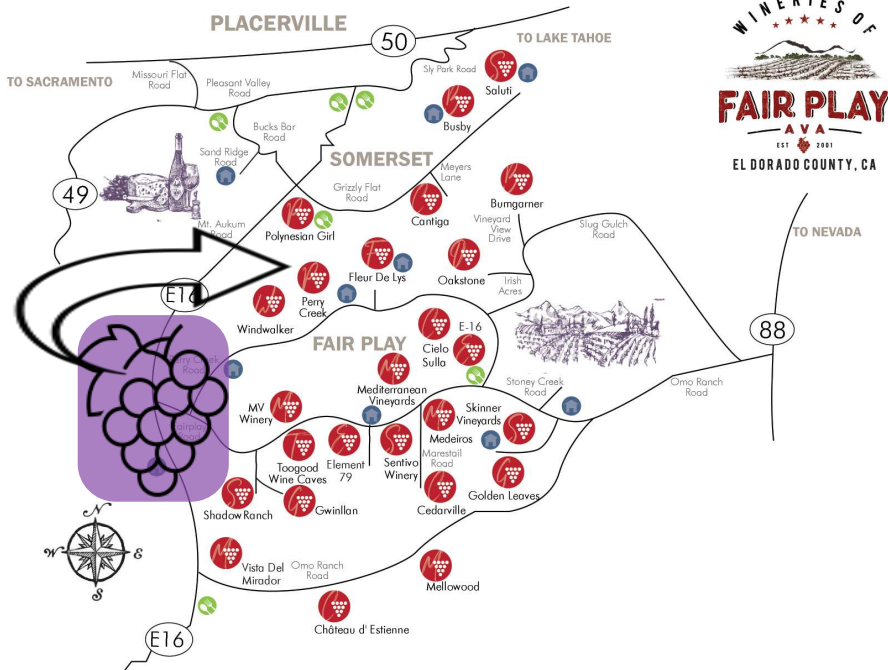 WINERIES OF
FAIR PLAY
AVA
EST 2001
EL DORADO COUNTY, CA
PLACERVILLE
50
TO LAKE TAHOE
TO SACRAMENTO
Missouri Flat
Road
Pleasant Valley
Road
Sly Park Road
Saluti
Busby
Bucks Bar
Road
Sand Ridge
Road
SOMERSET
Meyers
Lane
49
Grizzly Flat
Road
Cantiga
Bumgarner
Mt. Aukum
Road
Polynesian Girl
Vineyard
View
Drive
Slug Gulch
Road
TO NEVADA
Fleur De Lys
Oakstone
Irish
Acres
E16
Perry
Creek
Windwalker
88
FAIR PLAY
Cielo
Sulla
E-16
Perry Creek
Road
Mediterranean
Vineyards
Stoney Creek
Road
Omo Ranch
Road
MV
Winery
Skinner
Vineyards
Medeiros
Fairplay
Road
Toogood
Wine Caves
Element
79
Sentivo
Winery
Marestail
Road
Golden Leaves
Shadow Ranch
Gwinllan
Cedarville
N
W
E
S
Vista Del
Mirador
Omo Ranch
Road
Mellowood
Château d' Estienne
E16